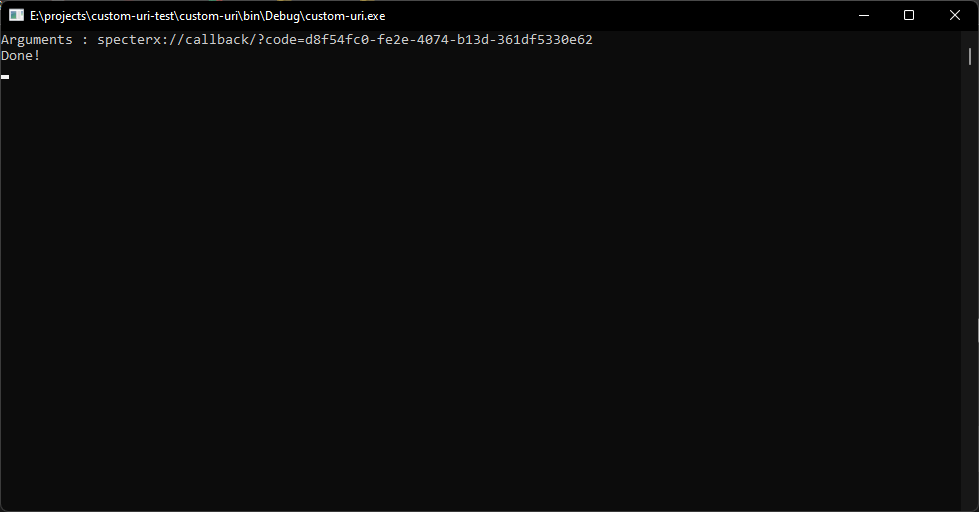 E:\projects\custom-uri-test\custom-uri\bin\Debug\custom-uri.exe
Arguments : specterx://callback/?code=d8f54fc0-fe2e-4074-b13d-361df5330e62
Done!